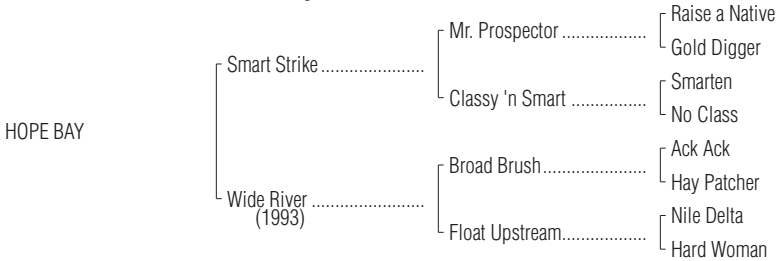 Raise a Native
Mr. Prospector ..................
Gold Digger
Smart Strike......................
Smarten
Classy 'n Smart ................
No Class
HOPE BAY
Ack Ack
Broad Brush......................
Hay Patcher
Wide River ........................
(1993)
Nile Delta
Float Upstream..................
Hard Woman